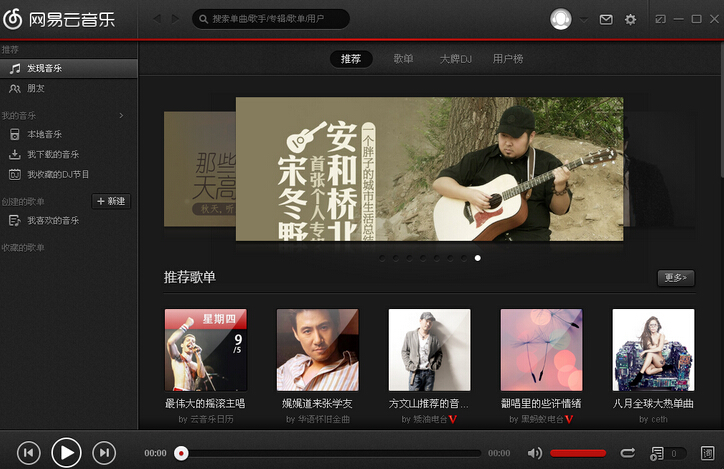 网易云音乐
搜索单曲/歌手/专辑/歌单/用户
推荐
发现音乐
朋友
我的音乐
本地音乐
我下载的音乐
我收藏的DJ节目
创建的歌单
+ 新建
我喜欢的音乐
收藏的歌单
推荐 歌单 大牌DJ 用户榜
那些
天高
秋天,听
安和桥北
首张个人专
宋冬野
一个胖子的城市生活总结
推荐歌单
更多>
星期四
9
/5
最伟大的摇滚主唱
by 云音乐日历
娓娓道来张学友
by 华语怀旧金曲
方文山推荐的音...
by 矮油电台
翻唱里的些许情绪
by 黑蚂蚁电台
八月全球大热单曲
by ceth
00:00
00:00
0
词